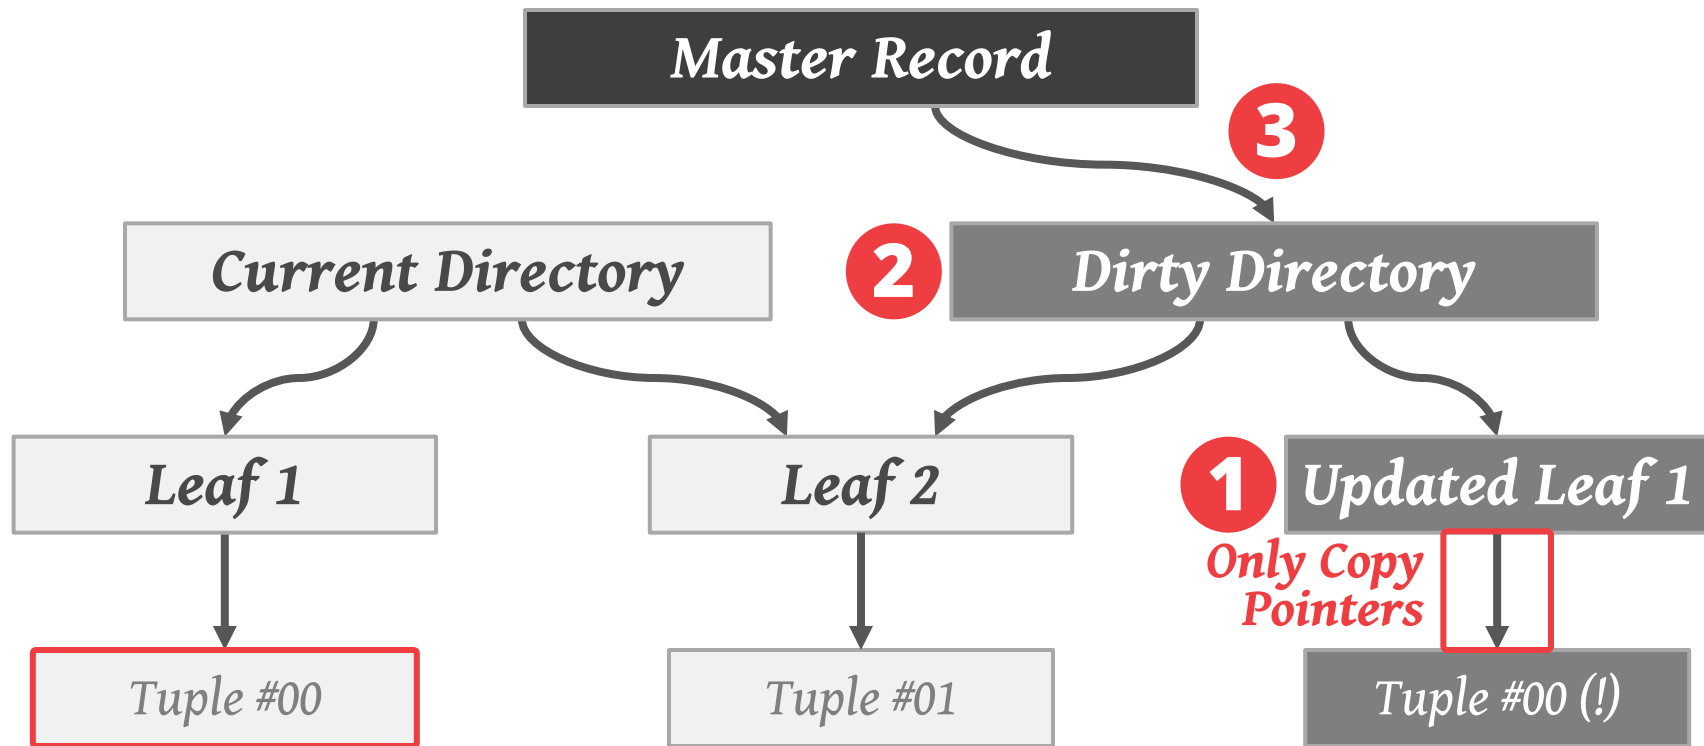 Master Record
3
Current Directory
2
Dirty Directory
Leaf 1
Leaf 2
1
Updated Leaf 1
Only Copy
Pointers
Tuple #00
Tuple #01
Tuple #00 (!)